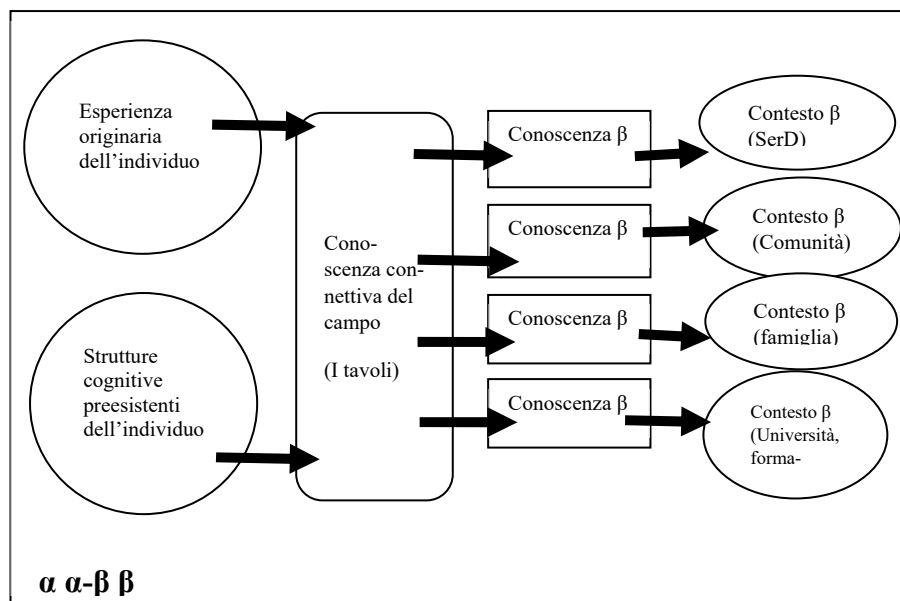 Esperienza
originaria
dell'individuo
Strutture
cognitive
preesistenti
dell'individuo
Cono-
scenza con-
nettiva del
campo
(I tavoli)
Conoscenza β
Conoscenza β
Conoscenza β
Conoscenza β
Contesto β
(SerD)
Contesto β
(Comunità)
Contesto β
(famiglia)
Contesto β
(Università,
forma-
α α-β β